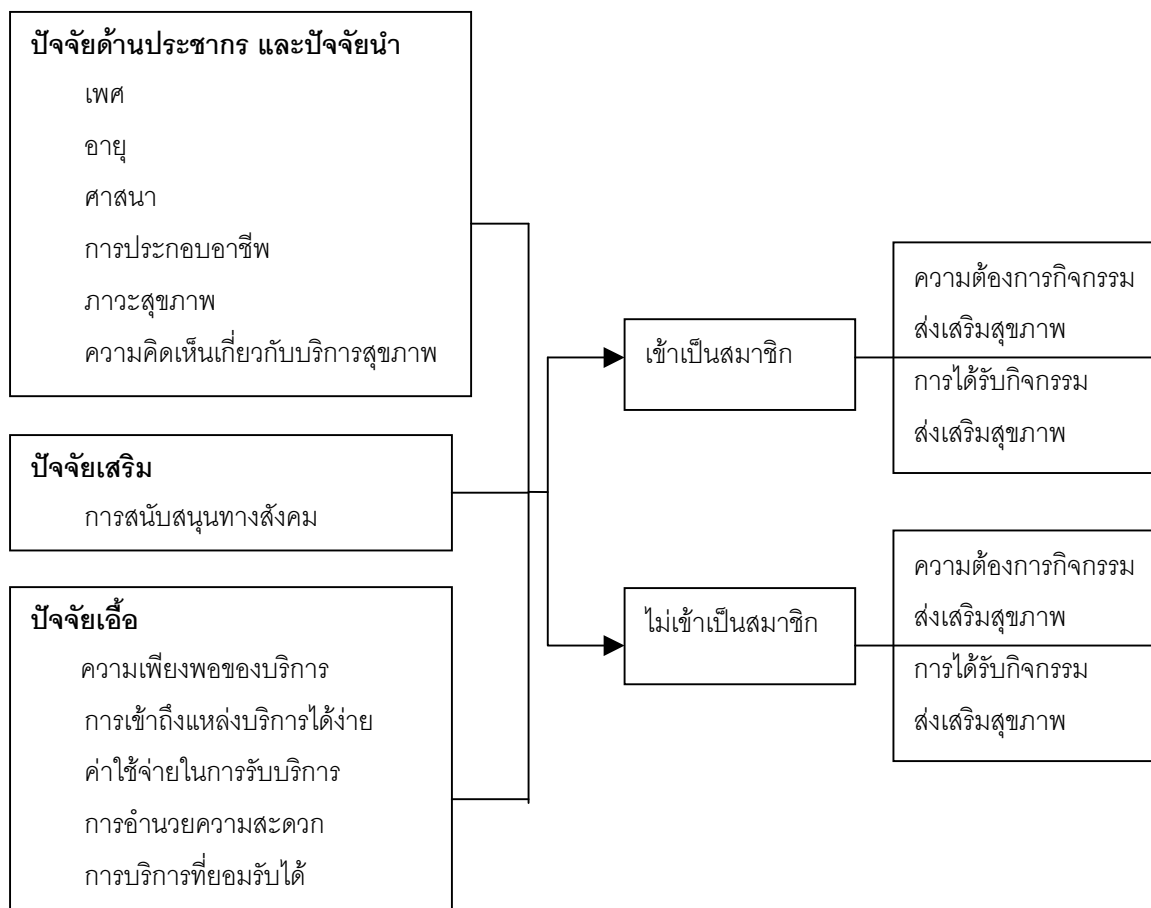 ปัจจัยด้านประชากร และปัจจัยนำ
เพศ
อายุ
ศาสนา
การประกอบอาชีพ
ภาวะสุขภาพ
ความคิดเห็นเกี่ยวกับบริการสุขภาพ
ปัจจัยเสริม
การสนับสนุนทางสังคม
ปัจจัยเอื้อ
ความเพียงพอของบริการ
การเข้าถึงแหล่งบริการได้ง่าย
ค่าใช้จ่ายในการรับบริการ
การอำนวยความสะดวก
การบริการที่ยอมรับได้
เข้าเป็นสมาชิก
ไม่เข้าเป็นสมาชิก
ความต้องการกิจกรรม
ส่งเสริมสุขภาพ
การได้รับกิจกรรม
ส่งเสริมสุขภาพ
ความต้องการกิจกรรม
ส่งเสริมสุขภาพ
การได้รับกิจกรรม
ส่งเสริมสุขภาพ